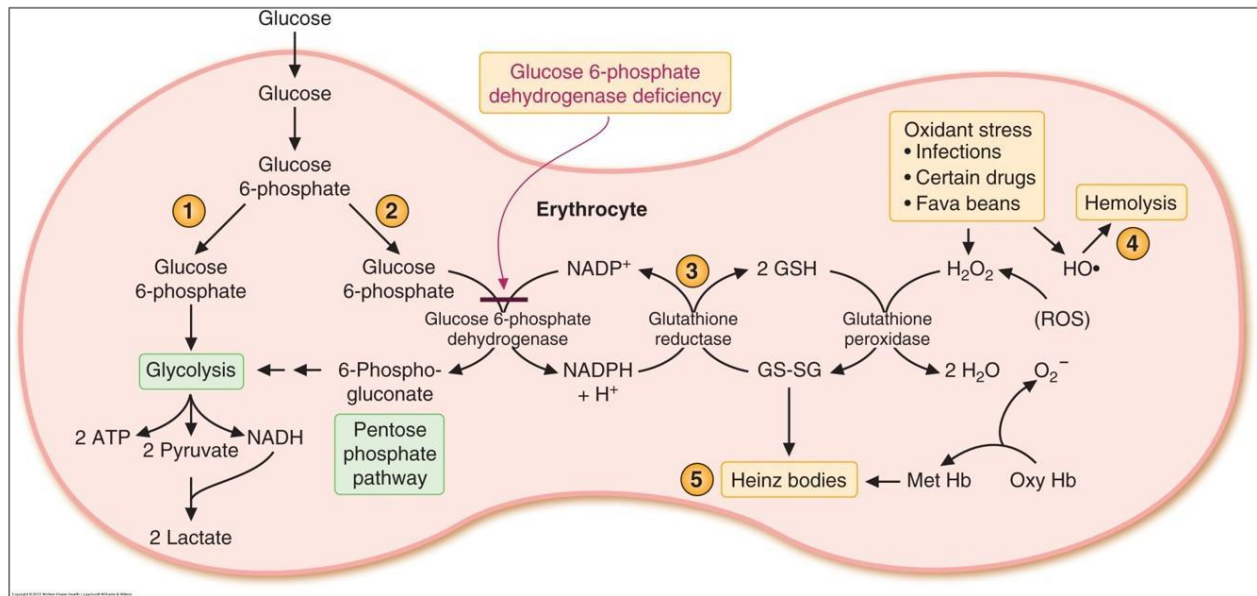 Glucose
Glucose
Glucose
6-phosphate
Glucose 6-phosphate
dehydrogenase deficiency
Oxidant stress
• Infections
• Certain drugs
• Fava beans
Hemolysis
1
2
Erythrocyte
4
Glucose
6-phosphate
Glucose
6-phosphate
NADP⁺
3
2 GSH
H₂O₂
HO•
Glucose 6-phosphate
dehydrogenase
Glutathione
reductase
Glutathione
peroxidase
(ROS)
Glycolysis
6-Phospho-
gluconate
NADPH
+ H⁺
GS-SG
2 H₂O
O₂⁻
2 ATP
2 Pyruvate
NADH
Pentose
phosphate
pathway
5
Heinz bodies
Met Hb
Oxy Hb
2 Lactate